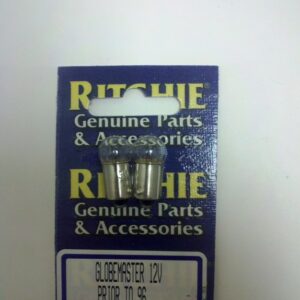 RITCHIE®
Genuine Parts
& Accessories
RITCHIE®
Genuine Parts
& Accessories
GLOBEMASTER 12V
PRIOR TO 96